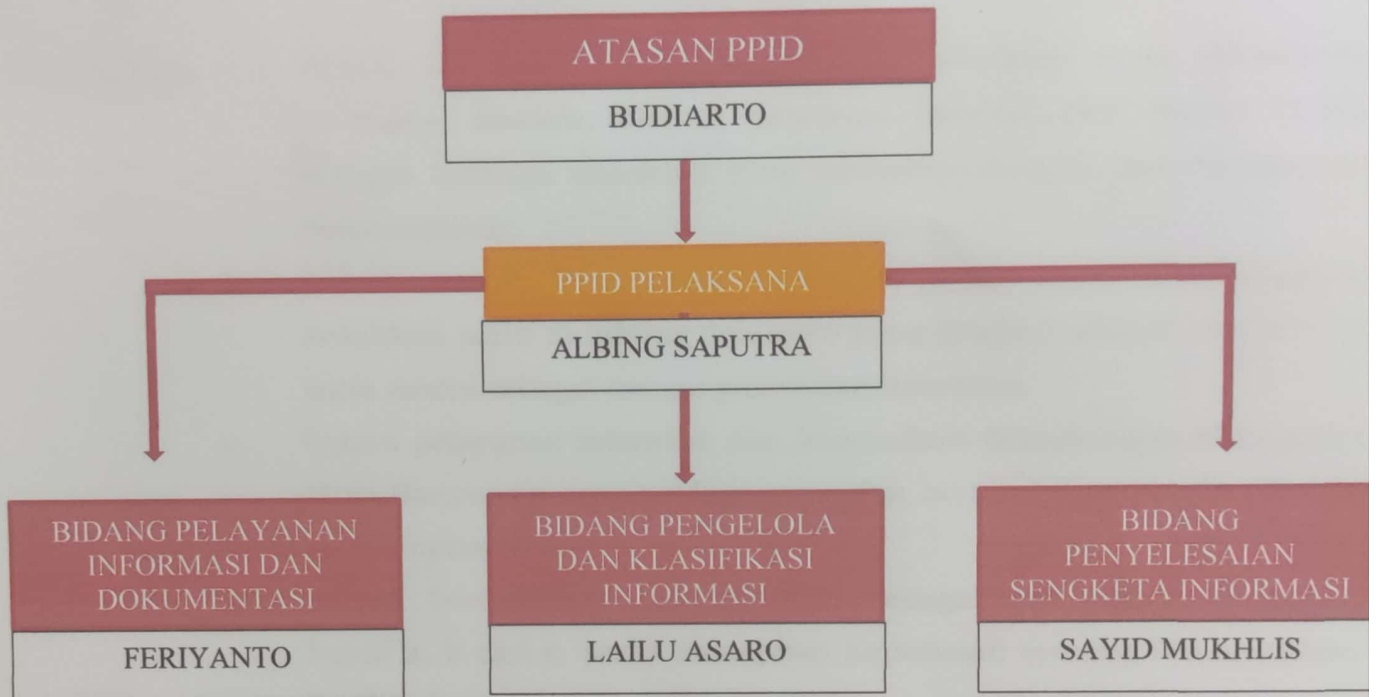 ATASAN PPID
BUDIARTO
PPID PELAKSANA
ALBING SAPUTRA
BIDANG PELAYANAN
INFORMASI DAN
DOKUMENTASI
FERIYANTO
BIDANG PENGELOLA
DAN KLASIFIKASI
INFORMASI
LAILU ASARO
BIDANG
PENYELESAIAN
SENGKETA INFORMASI
SAYID MUKHLIS